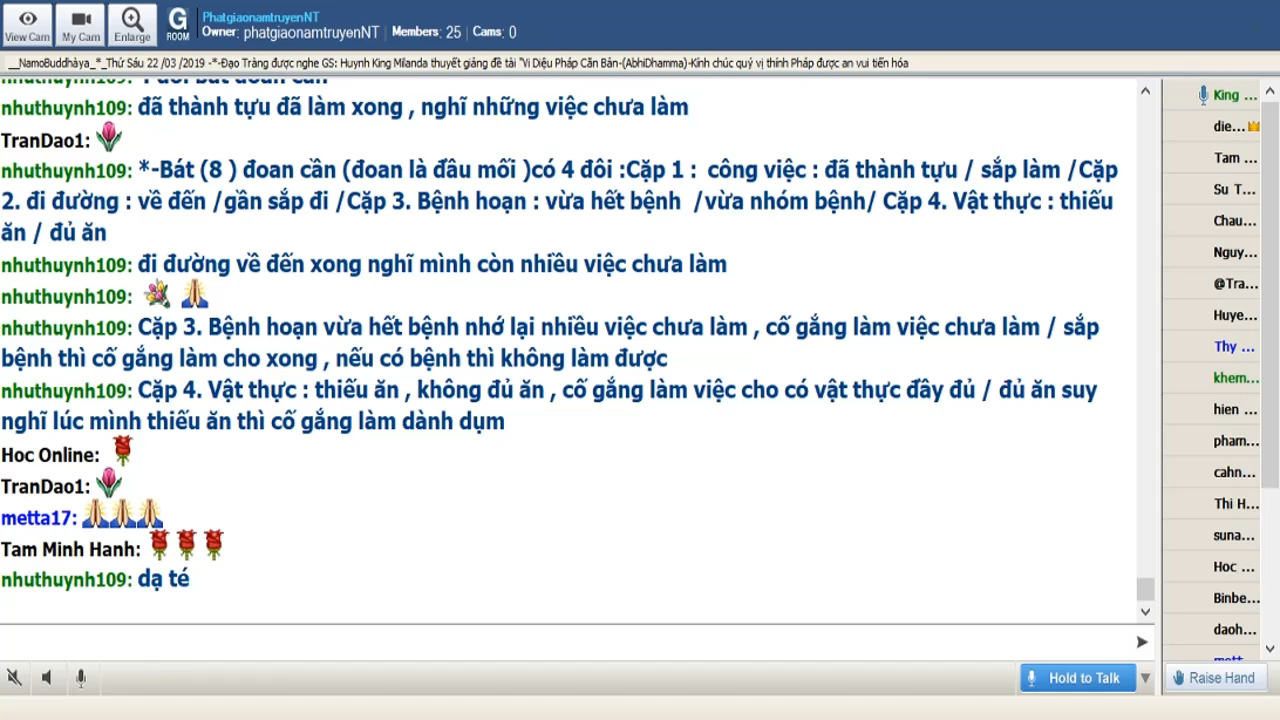 PhatgiaonamtruyenNT
View Cam My Cam Enlarge G ROOM Owner: phatgiaonamtruyenNT Members: 25 Cams: 0
__NamoBuddhàya_*_Thứ Sáu 22 /03 /2019 -*-Đạo Tràng được nghe GS: Huynh King Milanda thuyết giảng đề tài "Vi Diệu Pháp Căn Bản-(AbhiDhamma)-Kính chúc quý vị thính Pháp được an vui tiến hóa
nhuthuynh109: đã thành tựu đã làm xong , nghĩ những việc chưa làm
TranDao1:
nhuthuynh109: *-Bát (8 ) đoan cần (đoan là đầu mối )có 4 đôi :Cặp 1 : công việc : đã thành tựu / sắp làm /Cặp
2. đi đường : về đến /gần sắp đi /Cặp 3. Bệnh hoạn : vừa hết bệnh /vừa nhóm bệnh/ Cặp 4. Vật thực : thiếu
ăn / đủ ăn
nhuthuynh109: đi đường về đến xong nghĩ mình còn nhiều việc chưa làm
nhuthuynh109:
nhuthuynh109: Cặp 3. Bệnh hoạn vừa hết bệnh nhớ lại nhiều việc chưa làm , cố gắng làm việc chưa làm / sắp
bệnh thì cố gắng làm cho xong , nếu có bệnh thì không làm được
nhuthuynh109: Cặp 4. Vật thực : thiếu ăn , không đủ ăn , cố gắng làm việc cho có vật thực đầy đủ / đủ ăn suy
nghĩ lúc mình thiếu ăn thì cố gắng làm dành dụm
Hoc Online:
TranDao1:
metta17:
Tam Minh Hanh:
nhuthuynh109: dạ té
King ...
die...
Tam ...
Su T...
Chau...
Nguy...
@Tra...
Huye...
Thy ...
khem...
hien ...
pham...
cahn...
Thi H...
suna...
Hoc ...
Binbe...
daoh...
Hold to Talk
Raise Hand